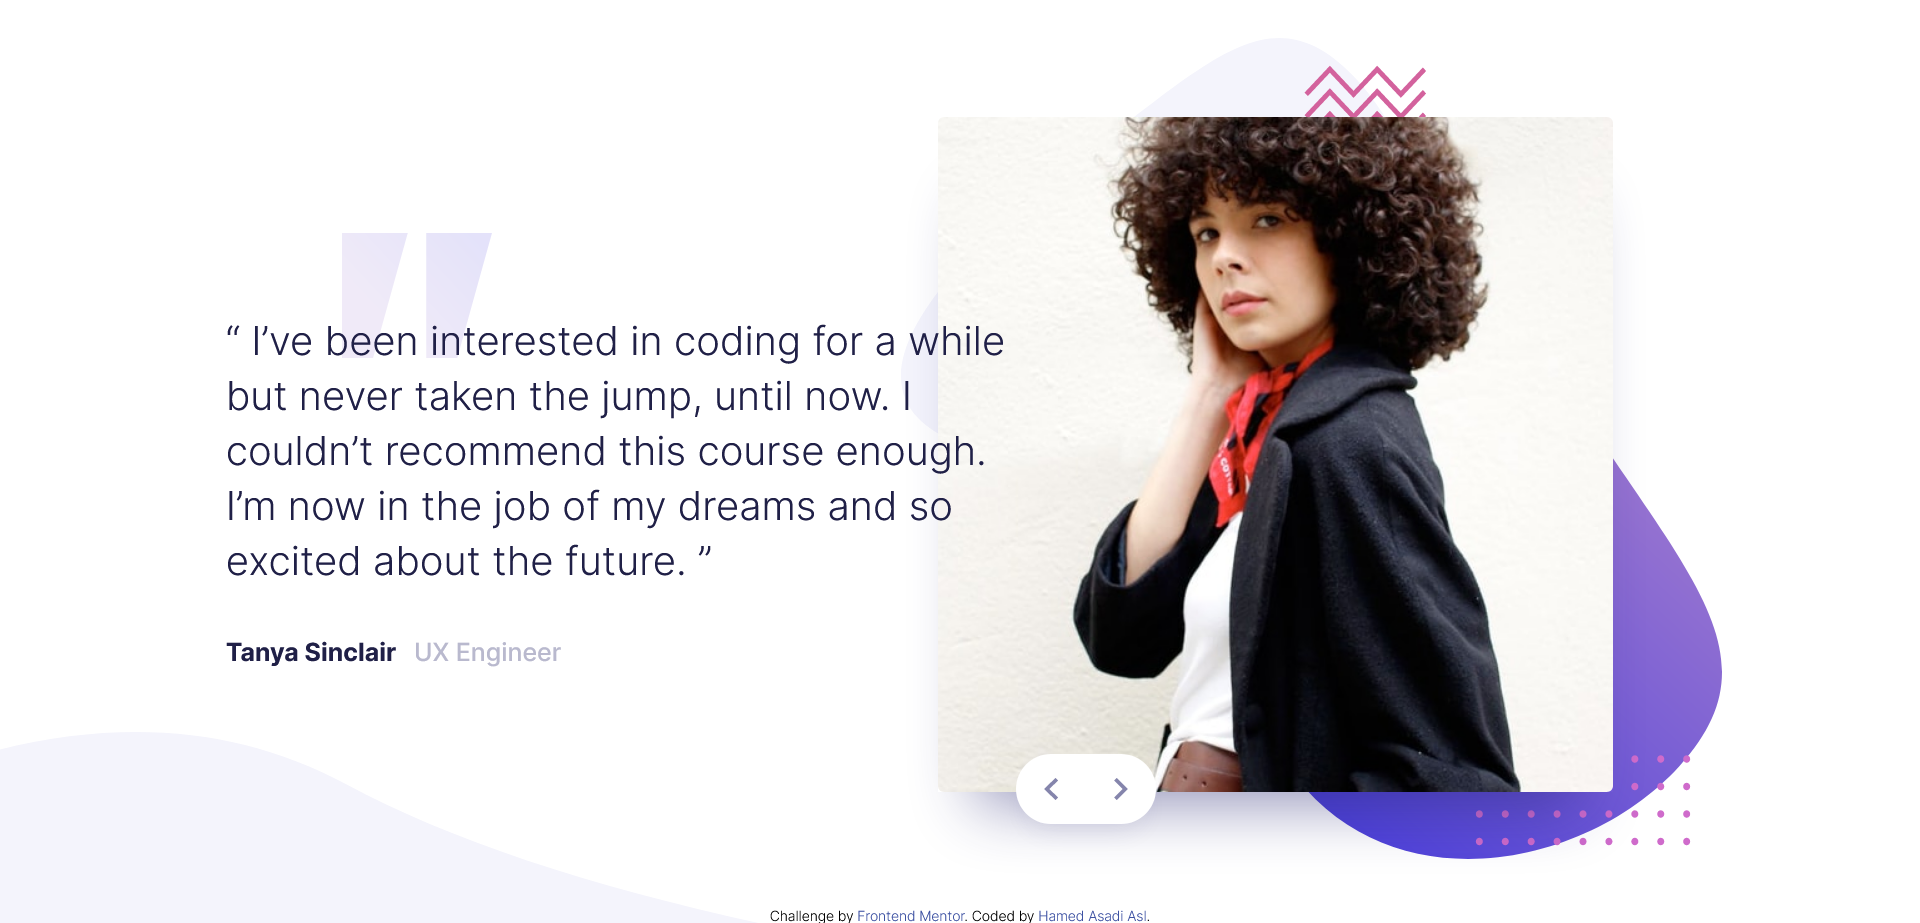 “ I’ve been interested in coding for a while
but never taken the jump, until now. I
couldn’t recommend this course enough.
I’m now in the job of my dreams and so
excited about the future. ”
Tanya Sinclair UX Engineer
Challenge by Frontend Mentor. Coded by Hamed Asadi Asl.